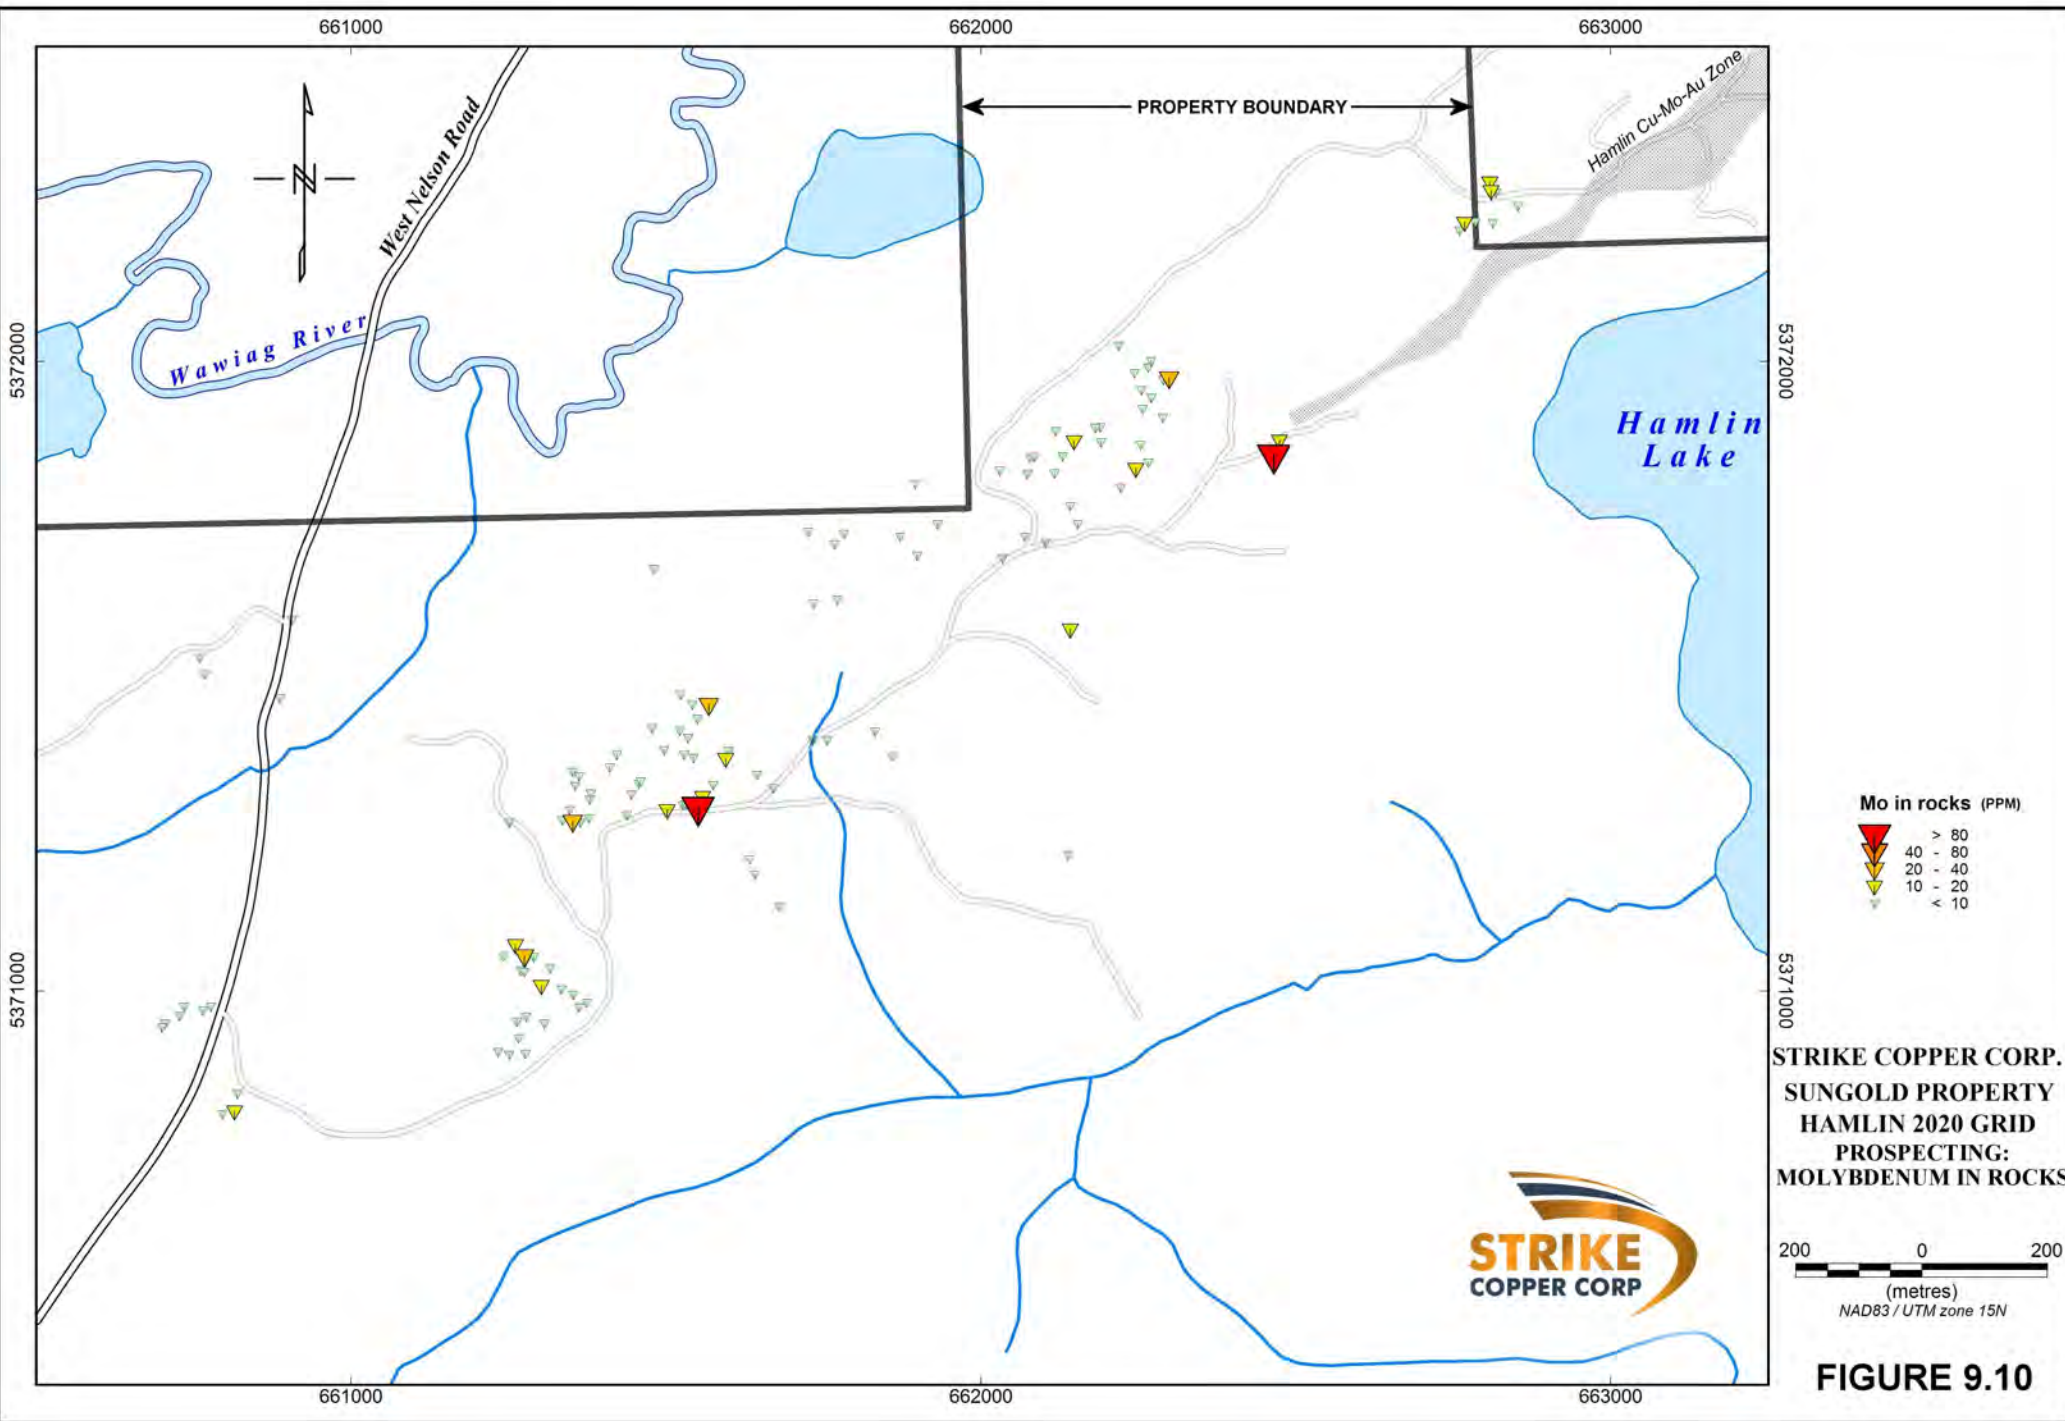 661000
662000
663000
PROPERTY BOUNDARY
Hamlin Cu-Mo-Au Zone
West Nelson Road
N
Wawiag River
5372000
5372000
Hamlin
Lake
Mo in rocks (PPM)
> 80
40 - 80
20 - 40
10 - 20
< 10
5371000
5371000
STRIKE COPPER CORP.
SUNGOLD PROPERTY
HAMLIN 2020 GRID
PROSPECTING:
MOLYBDENUM IN ROCKS
STRIKE
COPPER CORP
200 0 200
(metres)
NAD83 / UTM zone 15N
FIGURE 9.10
661000
662000
663000